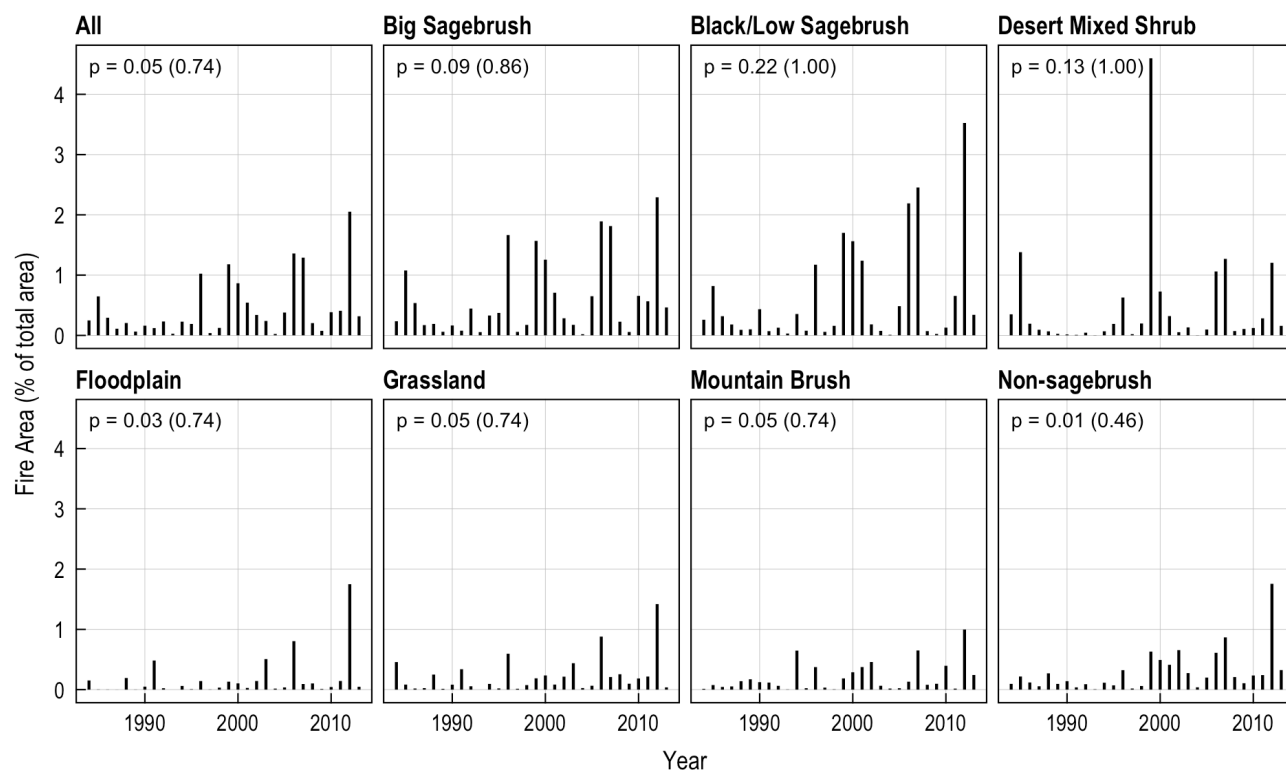 All
Big Sagebrush
Black/Low Sagebrush
Desert Mixed Shrub
p = 0.05 (0.74)
p = 0.09 (0.86)
p = 0.22 (1.00)
p = 0.13 (1.00)
4
3
2
1
0
Floodplain
Grassland
Mountain Brush
Non-sagebrush
p = 0.03 (0.74)
p = 0.05 (0.74)
p = 0.05 (0.74)
p = 0.01 (0.46)
4
3
2
1
0
Fire Area (% of total area)
1990 2000 2010
1990 2000 2010
1990 2000 2010
1990 2000 2010
Year